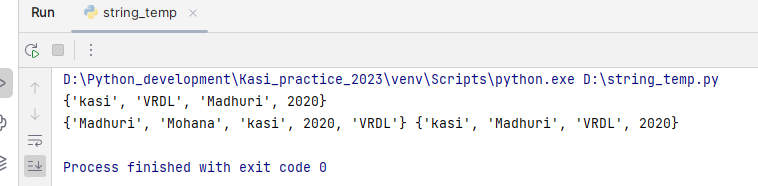 Run string_temp
D:\Python_development\Kasi_practice_2023\venv\Scripts\python.exe D:\string_temp.py
{'kasi', 'VRDL', 'Madhuri', 2020}
{'Madhuri', 'Mohana', 'kasi', 2020, 'VRDL'} {'kasi', 'Madhuri', 'VRDL', 2020}
Process finished with exit code 0